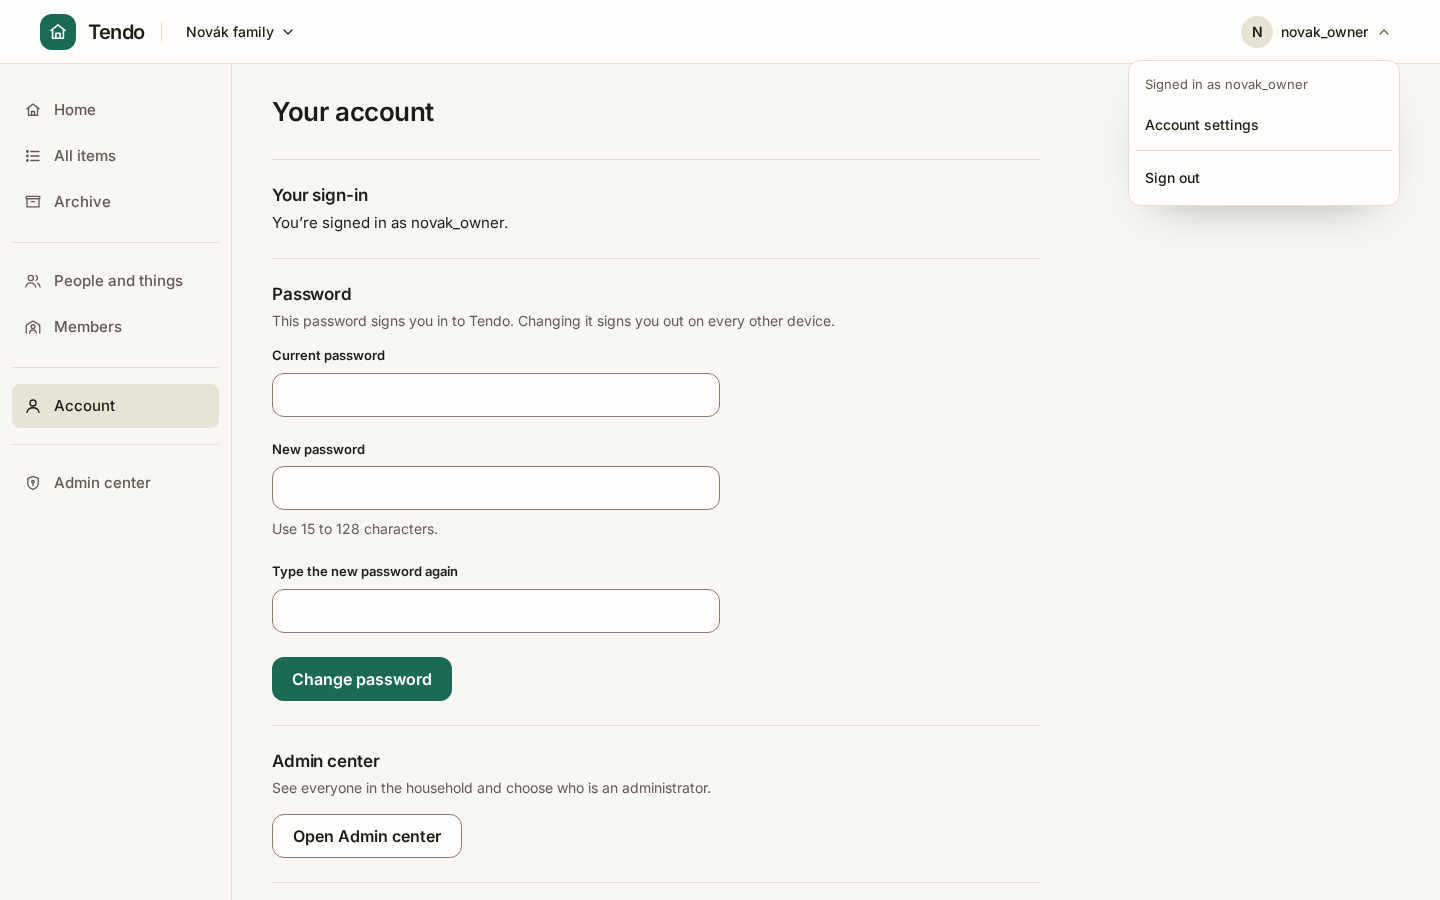 Tendo
Novák family
N
novak_owner
Signed in as novak_owner
Account settings
Sign out
Home
All items
Archive
People and things
Members
Account
Admin center
Your account
Your sign-in
You’re signed in as novak_owner.
Password
This password signs you in to Tendo. Changing it signs you out on every other device.
Current password
New password
Use 15 to 128 characters.
Type the new password again
Change password
Admin center
See everyone in the household and choose who is an administrator.
Open Admin center